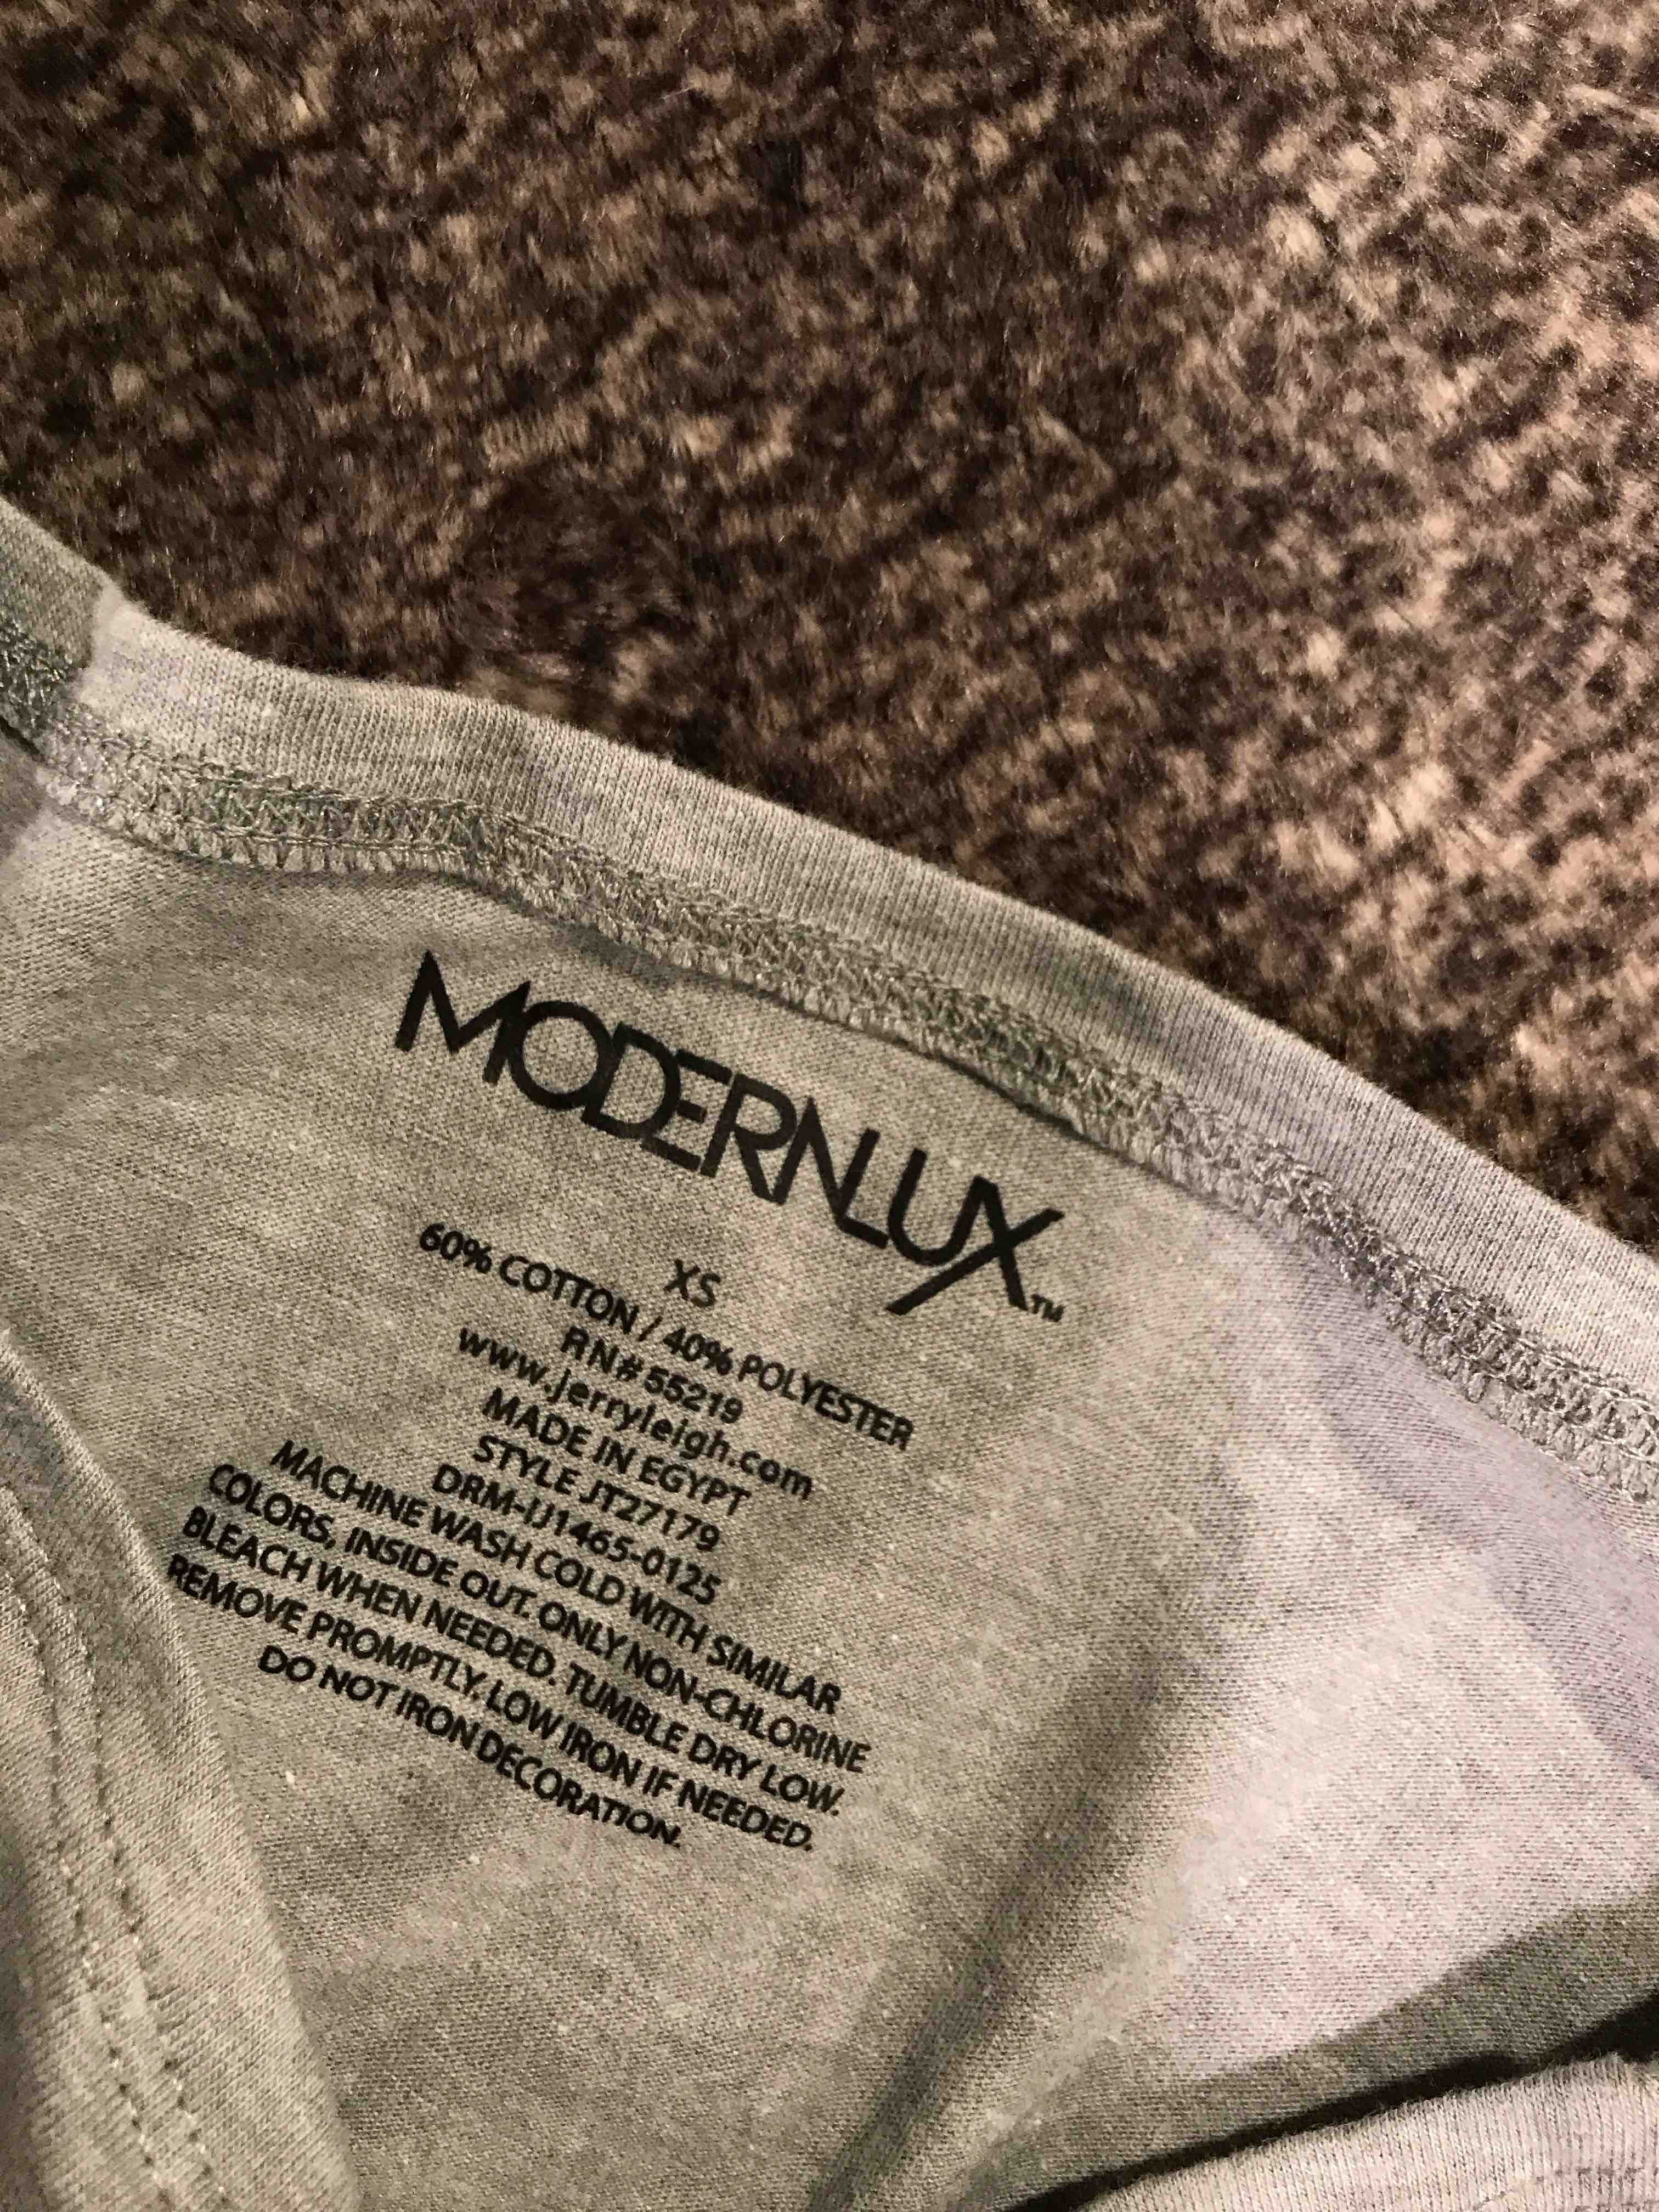 MODERNLUX™
XS
60% COTTON / 40% POLYESTER
RN# 55219
www.jerryleigh.com
MADE IN EGYPT
STYLE JT27179
DRM-IJ1465-0125
MACHINE WASH COLD WITH SIMILAR
COLORS, INSIDE OUT. ONLY NON-CHLORINE
BLEACH WHEN NEEDED. TUMBLE DRY LOW.
REMOVE PROMPTLY, LOW IRON IF NEEDED.
DO NOT IRON DECORATION.